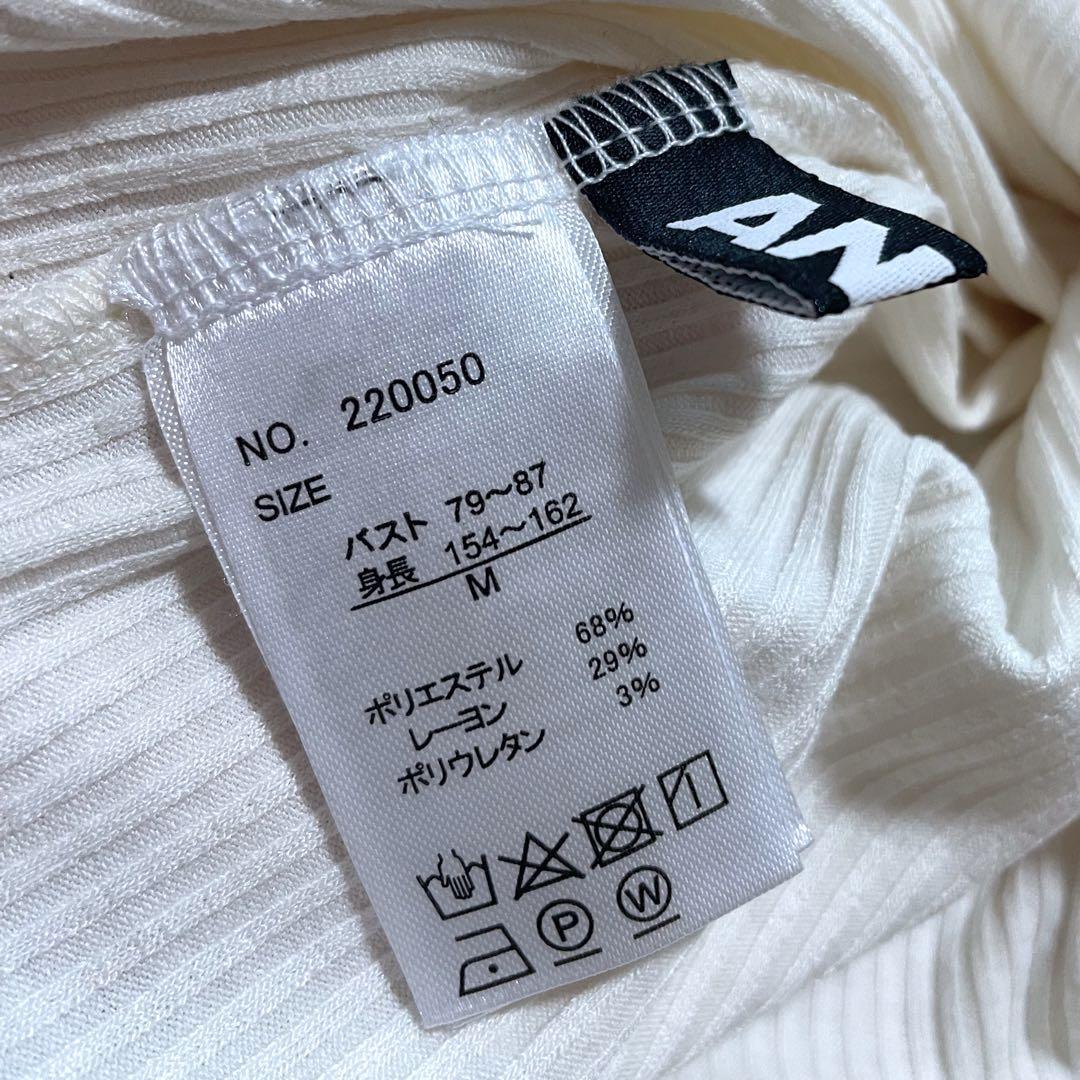 AN
NO. 220050
SIZE
バスト 79～87
身長 154～162
M
ポリエステル 68%
レーヨン 29%
ポリウレタン 3%
P
W